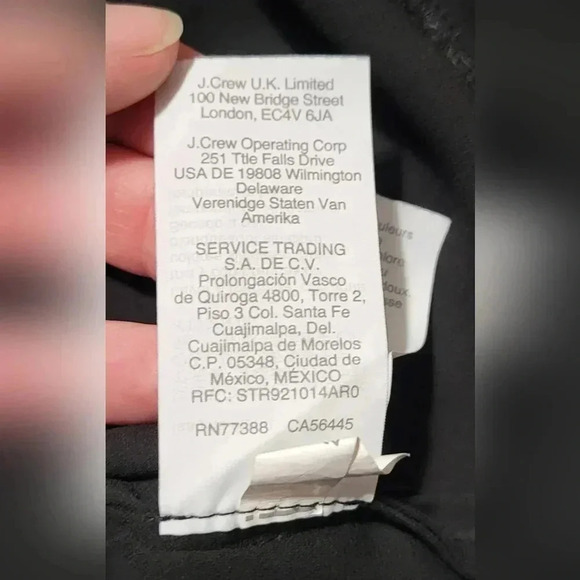 J.Crew U.K. Limited
100 New Bridge Street
London, EC4V 6JA
J.Crew Operating Corp
251 Ttle Falls Drive
USA DE 19808 Wilmington
Delaware
Verenidge Staten Van
Amerika
SERVICE TRADING
S.A. DE C.V.
Prolongación Vasco
de Quiroga 4800, Torre 2,
Piso 3 Col. Santa Fe
Cuajimalpa, Del.
Cuajimalpa de Morelos
C.P. 05348, Ciudad de
México, MÉXICO
RFC: STR921014AR0
RN77388 CA56445